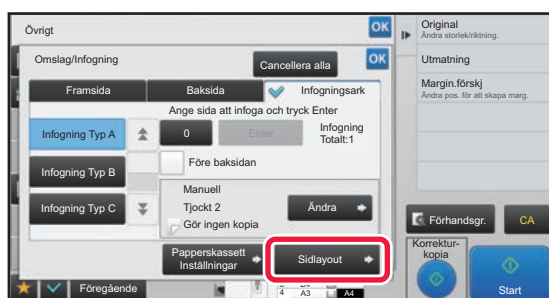 Övrigt
OK
Original
Ändra storlek/riktning.
Omslag/Infogning
Cancellera alla
OK
Utmatning
Framsida
Baksida
Infogningsark
Margin.förskj
Ändra pos. för att skapa marg.
Ange sida att infoga och tryck Enter
Infogning Typ A
0
Enter
Infogning
Totalt:1
Infogning Typ B
Före baksidan
Infogning Typ C
Manuell
Tjockt 2
Gör ingen kopia
Ändra
Förhandsgr.
CA
Papperskassett
Inställningar
Sidlayout
Korrektur-
kopia
Föregående
4
A3
A4
Start